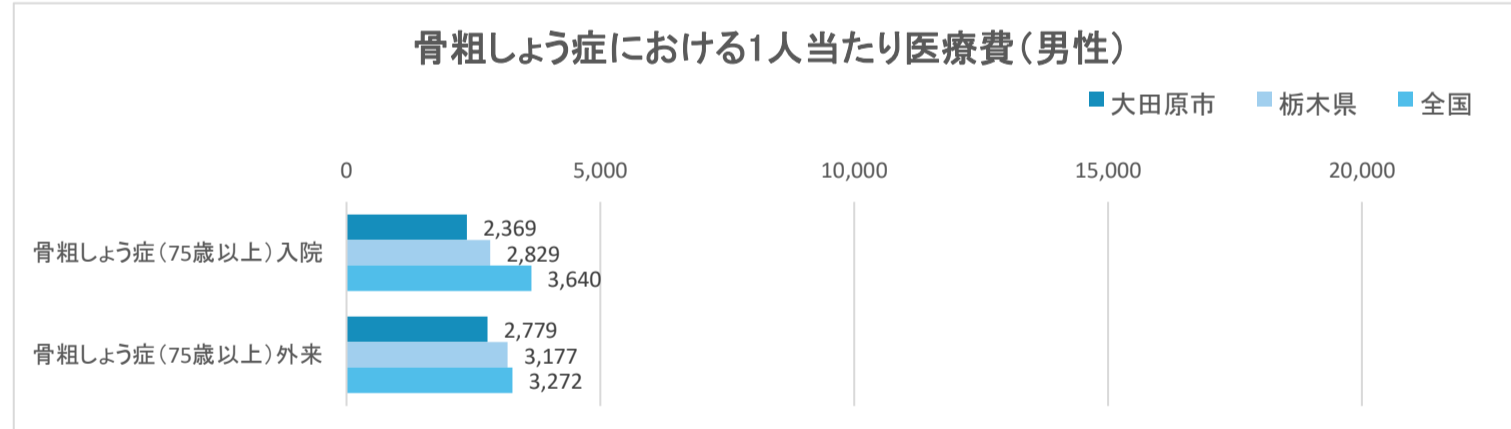 骨粗しょう症における1人当たり医療費（男性）
大田原市 栃木県 全国
0 5,000 10,000 15,000 20,000
骨粗しょう症（75歳以上）入院
2,369
2,829
3,640
骨粗しょう症（75歳以上）外来
2,779
3,177
3,272